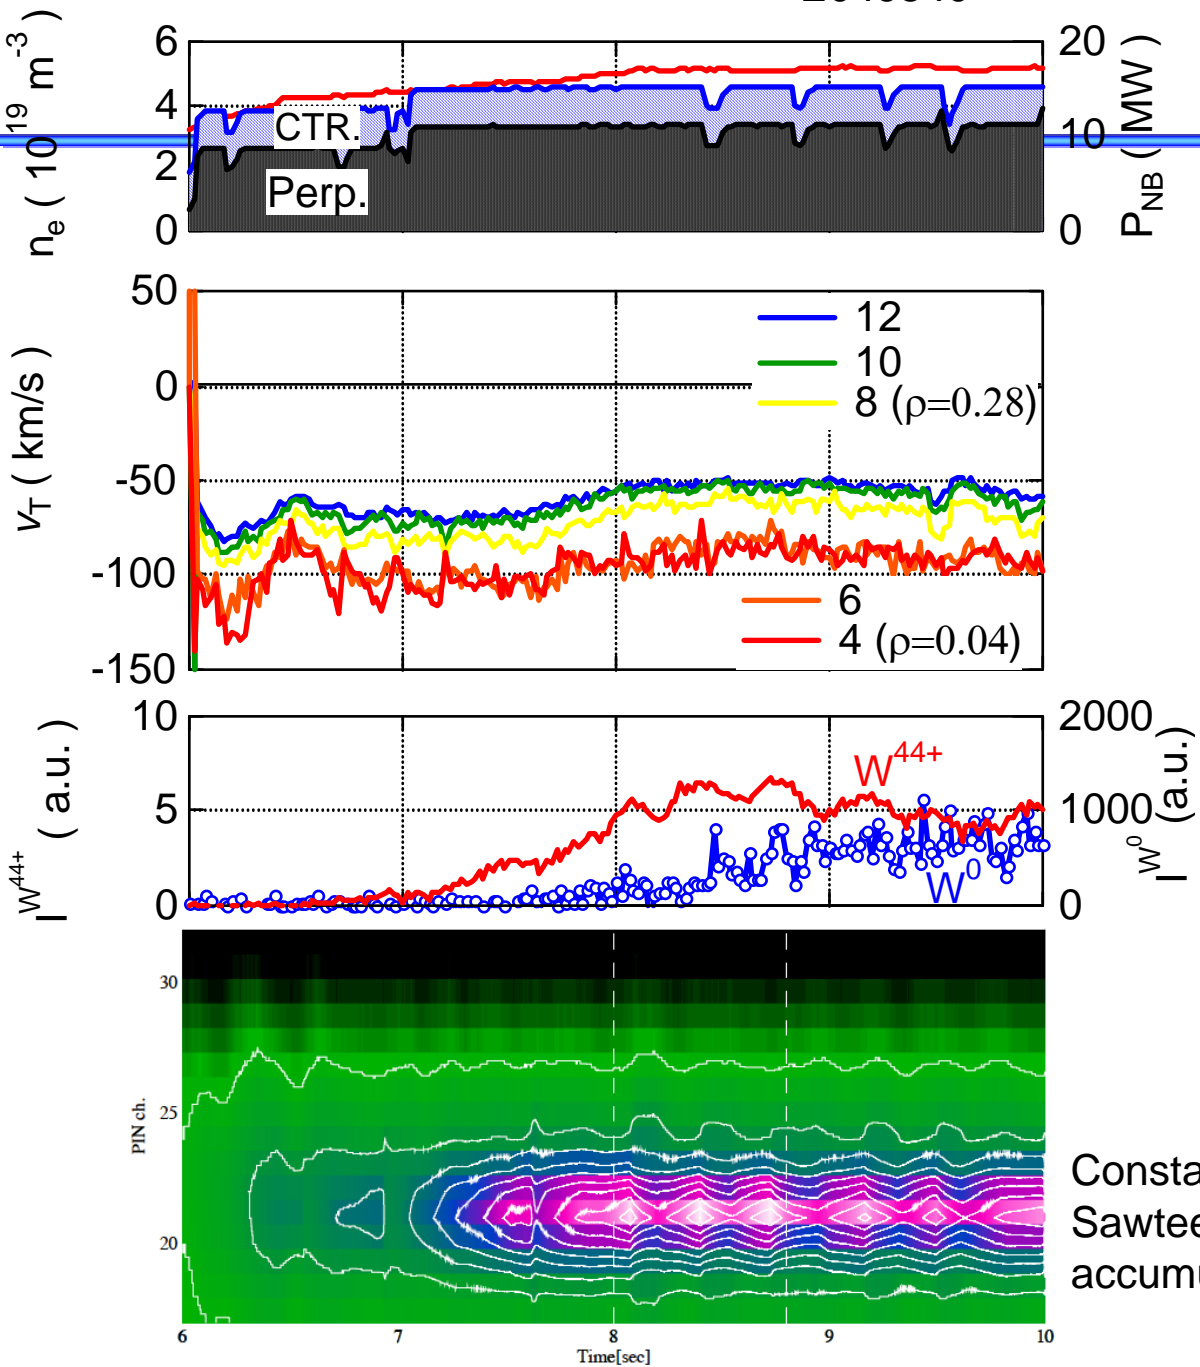 6
4
2
0
n_e ( 10^19 m^-3 )
20
10
0
P_NB ( MW )
CTR.
Perp.
50
0
-50
-100
-150
v_T ( km/s )
12
10
8 (ρ=0.28)
6
4 (ρ=0.04)
10
5
0
I^W44+ ( a.u. )
2000
1000
0
I^W0 (a.u.)
W^44+
W^0
30
25
20
PIN ch.
6 7 8 9 10
Time[sec]
Consta
Sawtee
accumu